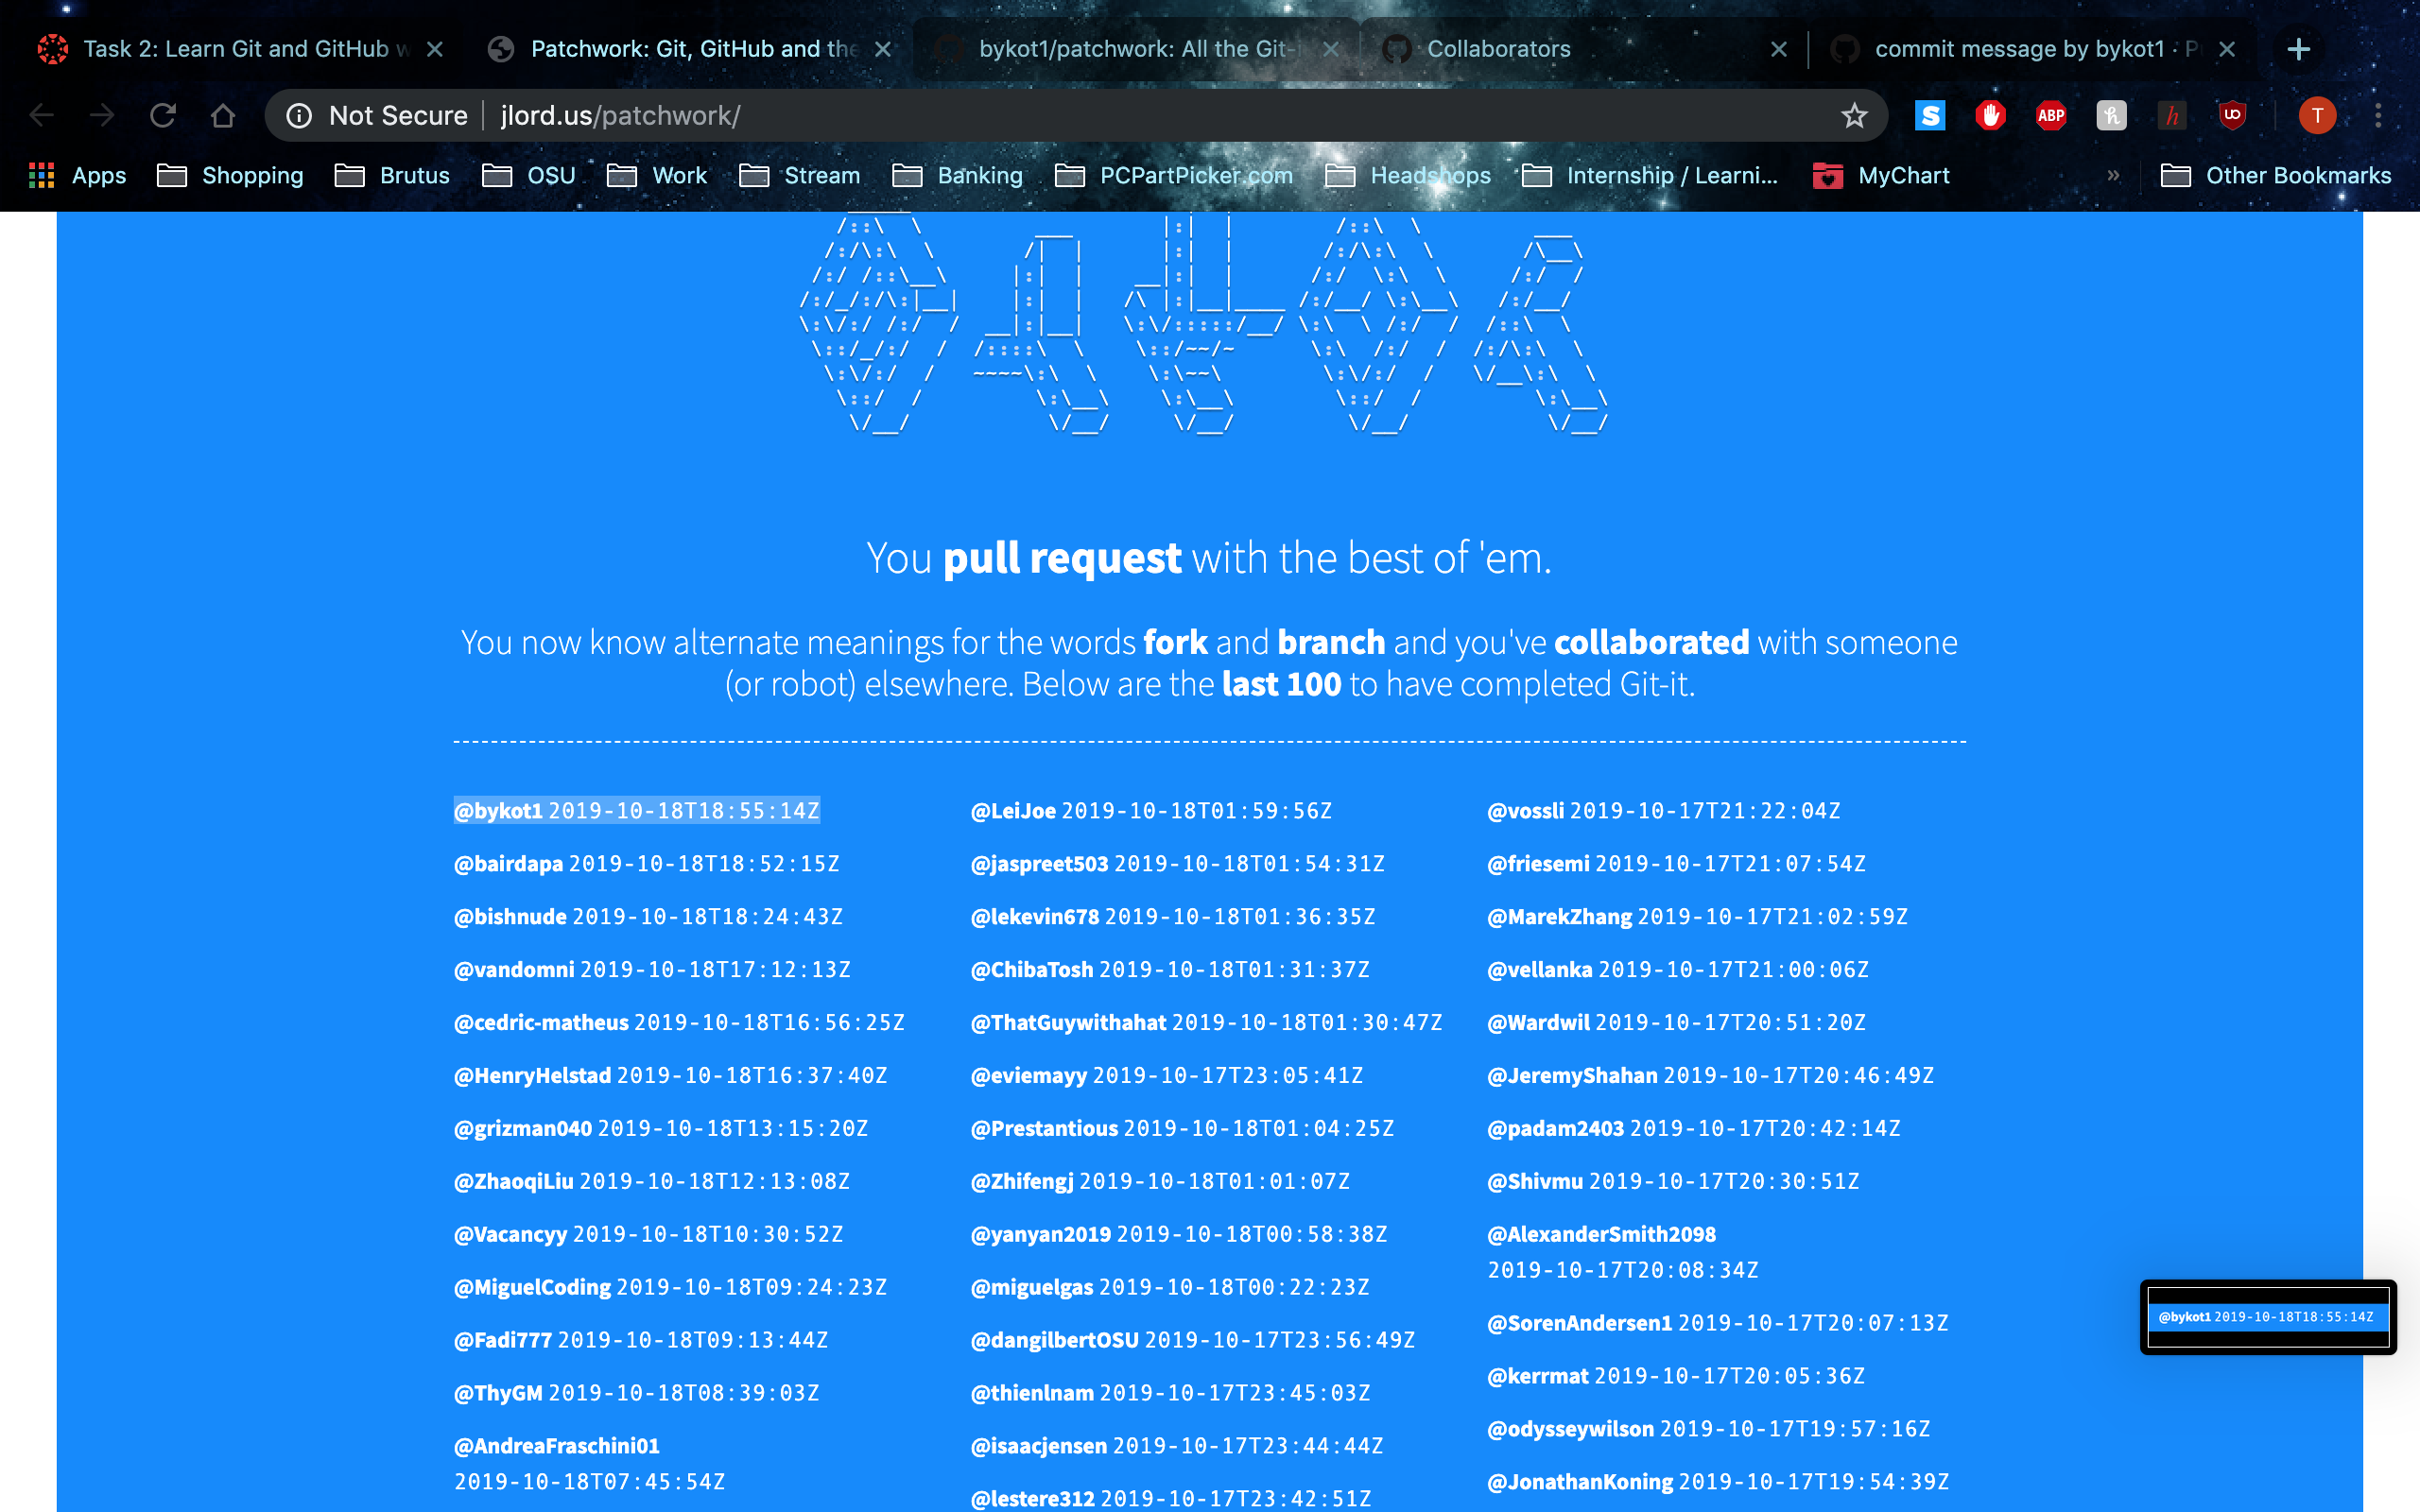 Task 2: Learn Git and GitHub w
Patchwork: Git, GitHub and the
bykot1/patchwork: All the Git-
Collaborators
commit message by bykot1 · P
Not Secure
jlord.us/patchwork/
S
ABP
h
h
UO
T
Apps
Shopping
Brutus
OSU
Work
Stream
Banking
PCPartPicker.com
Headshops
Internship / Learni...
MyChart
»
Other Bookmarks
You pull request with the best of 'em.
You now know alternate meanings for the words fork and branch and you've collaborated with someone
(or robot) elsewhere. Below are the last 100 to have completed Git-it.
@bykot1 2019-10-18T18:55:14Z
@bairdapa 2019-10-18T18:52:15Z
@bishnude 2019-10-18T18:24:43Z
@vandomni 2019-10-18T17:12:13Z
@cedric-matheus 2019-10-18T16:56:25Z
@HenryHelstad 2019-10-18T16:37:40Z
@grizman040 2019-10-18T13:15:20Z
@ZhaoqiLiu 2019-10-18T12:13:08Z
@Vacancyy 2019-10-18T10:30:52Z
@MiguelCoding 2019-10-18T09:24:23Z
@Fadi777 2019-10-18T09:13:44Z
@ThyGM 2019-10-18T08:39:03Z
@AndreaFraschini01
2019-10-18T07:45:54Z
@LeiJoe 2019-10-18T01:59:56Z
@jaspreet503 2019-10-18T01:54:31Z
@lekevin678 2019-10-18T01:36:35Z
@ChibaTosh 2019-10-18T01:31:37Z
@ThatGuywithahat 2019-10-18T01:30:47Z
@eviemayy 2019-10-17T23:05:41Z
@Prestantious 2019-10-18T01:04:25Z
@Zhifengj 2019-10-18T01:01:07Z
@yanyan2019 2019-10-18T00:58:38Z
@miguelgas 2019-10-18T00:22:23Z
@dangilbertOSU 2019-10-17T23:56:49Z
@thienlnam 2019-10-17T23:45:03Z
@isaacjensen 2019-10-17T23:44:44Z
@lestere312 2019-10-17T23:42:51Z
@vossli 2019-10-17T21:22:04Z
@friesemi 2019-10-17T21:07:54Z
@MarekZhang 2019-10-17T21:02:59Z
@vellanka 2019-10-17T21:00:06Z
@Wardwil 2019-10-17T20:51:20Z
@JeremyShahan 2019-10-17T20:46:49Z
@padam2403 2019-10-17T20:42:14Z
@Shivmu 2019-10-17T20:30:51Z
@AlexanderSmith2098
2019-10-17T20:08:34Z
@SorenAndersen1 2019-10-17T20:07:13Z
@kerrmat 2019-10-17T20:05:36Z
@odysseywilson 2019-10-17T19:57:16Z
@JonathanKoning 2019-10-17T19:54:39Z
@bykot1 2019-10-18T18:55:14Z